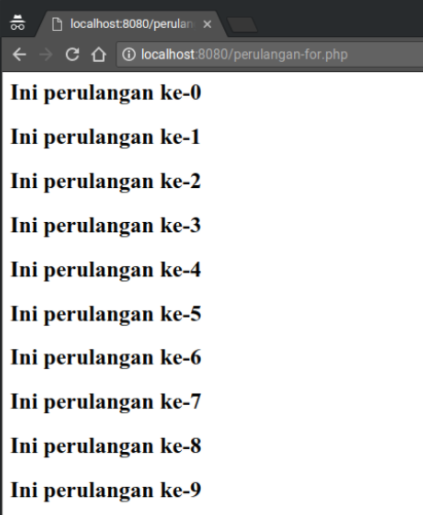 localhost:8080/perulan
localhost:8080/perulangan-for.php
Ini perulangan ke-0
Ini perulangan ke-1
Ini perulangan ke-2
Ini perulangan ke-3
Ini perulangan ke-4
Ini perulangan ke-5
Ini perulangan ke-6
Ini perulangan ke-7
Ini perulangan ke-8
Ini perulangan ke-9